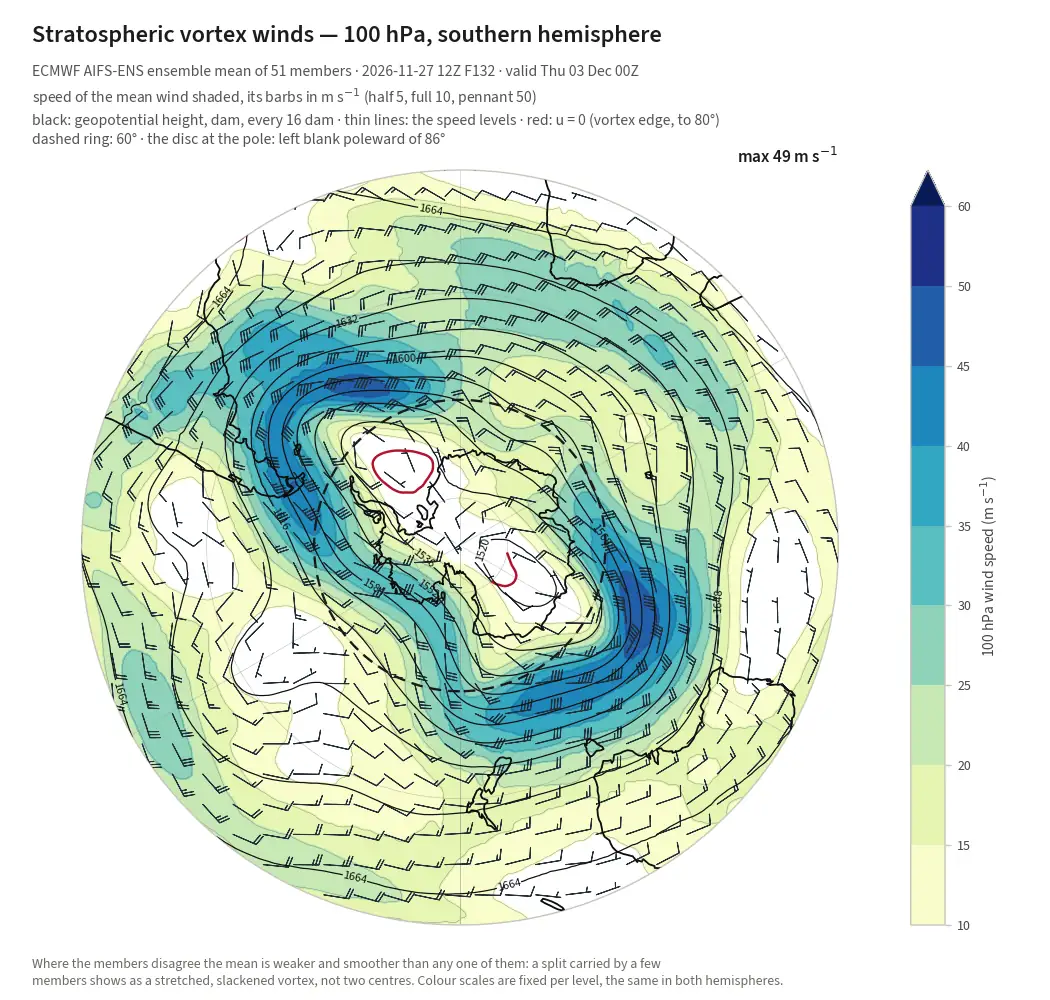 Stratospheric vortex winds — 100 hPa, southern hemisphere
ECMWF AIFS-ENS ensemble mean of 51 members · 2026-11-27 12Z F132 · valid Thu 03 Dec 00Z
speed of the mean wind shaded, its barbs in m s⁻¹ (half 5, full 10, pennant 50)
black: geopotential height, dam, every 16 dam · thin lines: the speed levels · red: u = 0 (vortex edge, to 80°)
dashed ring: 60° · the disc at the pole: left blank poleward of 86°
max 49 m s⁻¹
1664
1664
1632
1600
1616
1536
1520
1648
1664
1664
1664
60
50
45
40
35
30
25
20
15
10
100 hPa wind speed (m s⁻¹)
Where the members disagree the mean is weaker and smoother than any one of them: a split carried by a few
members shows as a stretched, slackened vortex, not two centres. Colour scales are fixed per level, the same in both hemispheres.